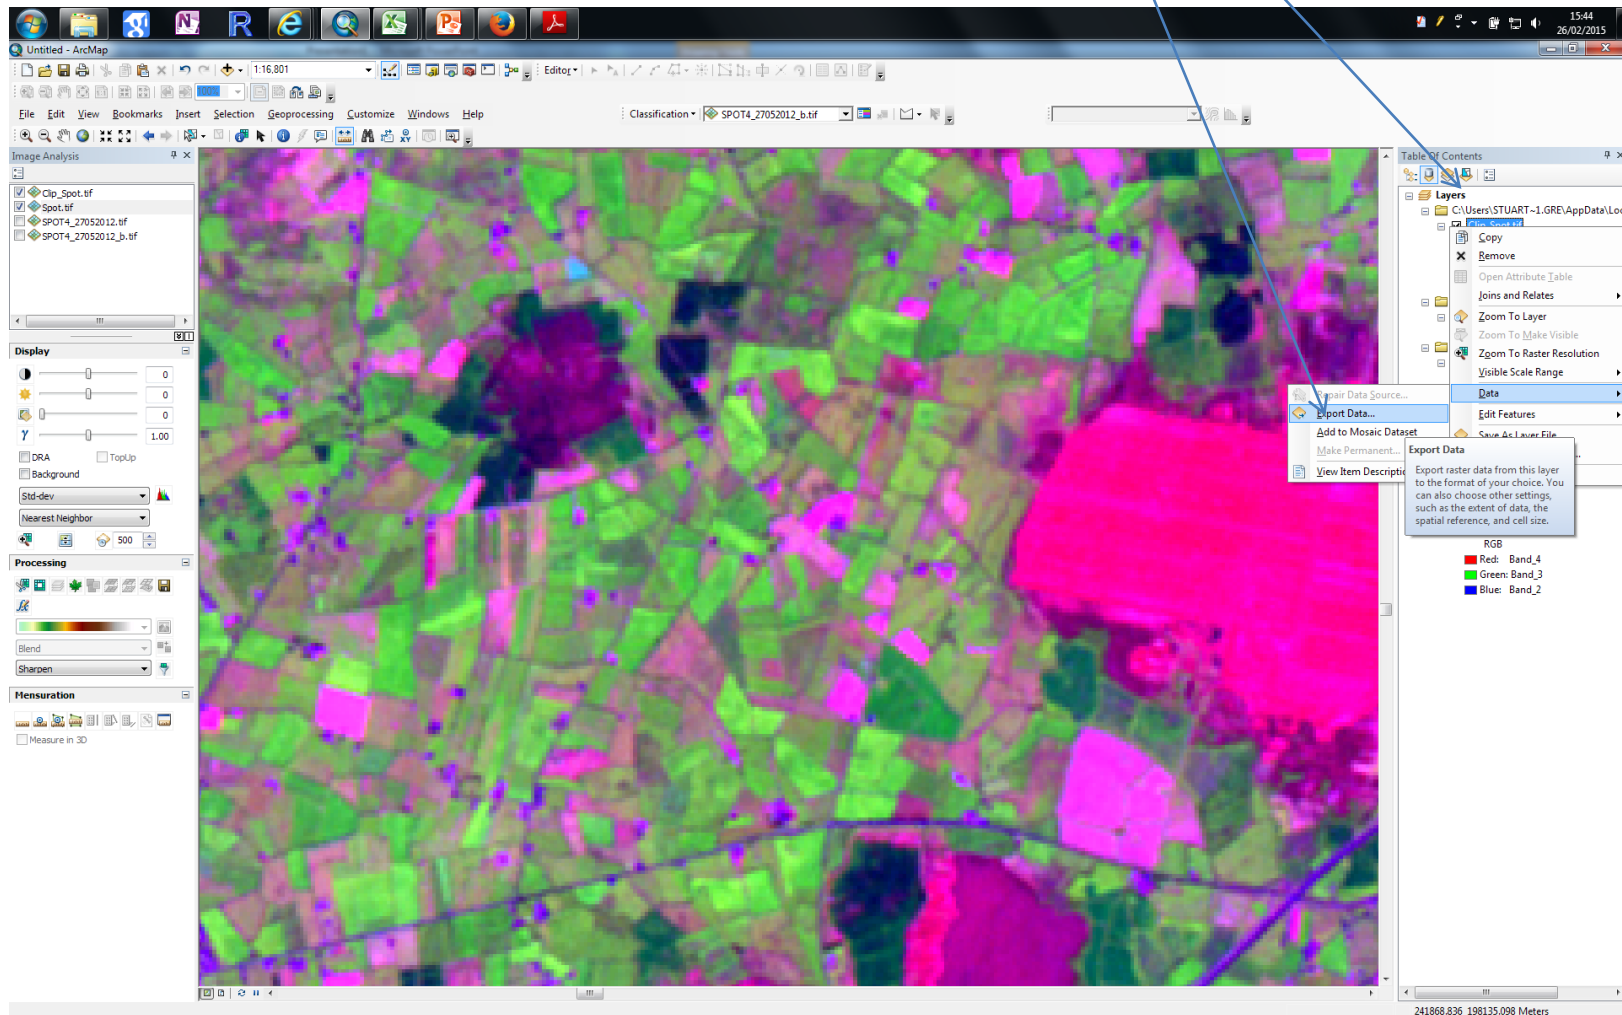 15:44
26/02/2015
Untitled - ArcMap
1:16,801
Editor
100%
File Edit View Bookmarks Insert Selection Geoprocessing Customize Windows Help
Classification
SPOT4_27052012_b.tif
Image Analysis
Clip_Spot.tif
Spot.tif
SPOT4_27052012.tif
SPOT4_27052012_b.tif
Display
0
0
0
γ 1.00
DRA TopUp
Background
Std-dev
Nearest Neighbor
500
Processing
Blend
Sharpen
Mensuration
Measure in 3D
Table Of Contents
Layers
C:\Users\STUART~1.GRE\AppData\Loc
Clip_Spot.tif
Copy
Remove
Open Attribute Table
Joins and Relates
Zoom To Layer
Zoom To Make Visible
Zoom To Raster Resolution
Visible Scale Range
Data
Edit Features
Save As Layer File
Repair Data Source...
Export Data...
Add to Mosaic Dataset
Make Permanent...
View Item Descriptio
Export Data
Export raster data from this layer
to the format of your choice. You
can also choose other settings,
such as the extent of data, the
spatial reference, and cell size.
RGB
Red: Band_4
Green: Band_3
Blue: Band_2
241868.836 198135.098 Meters